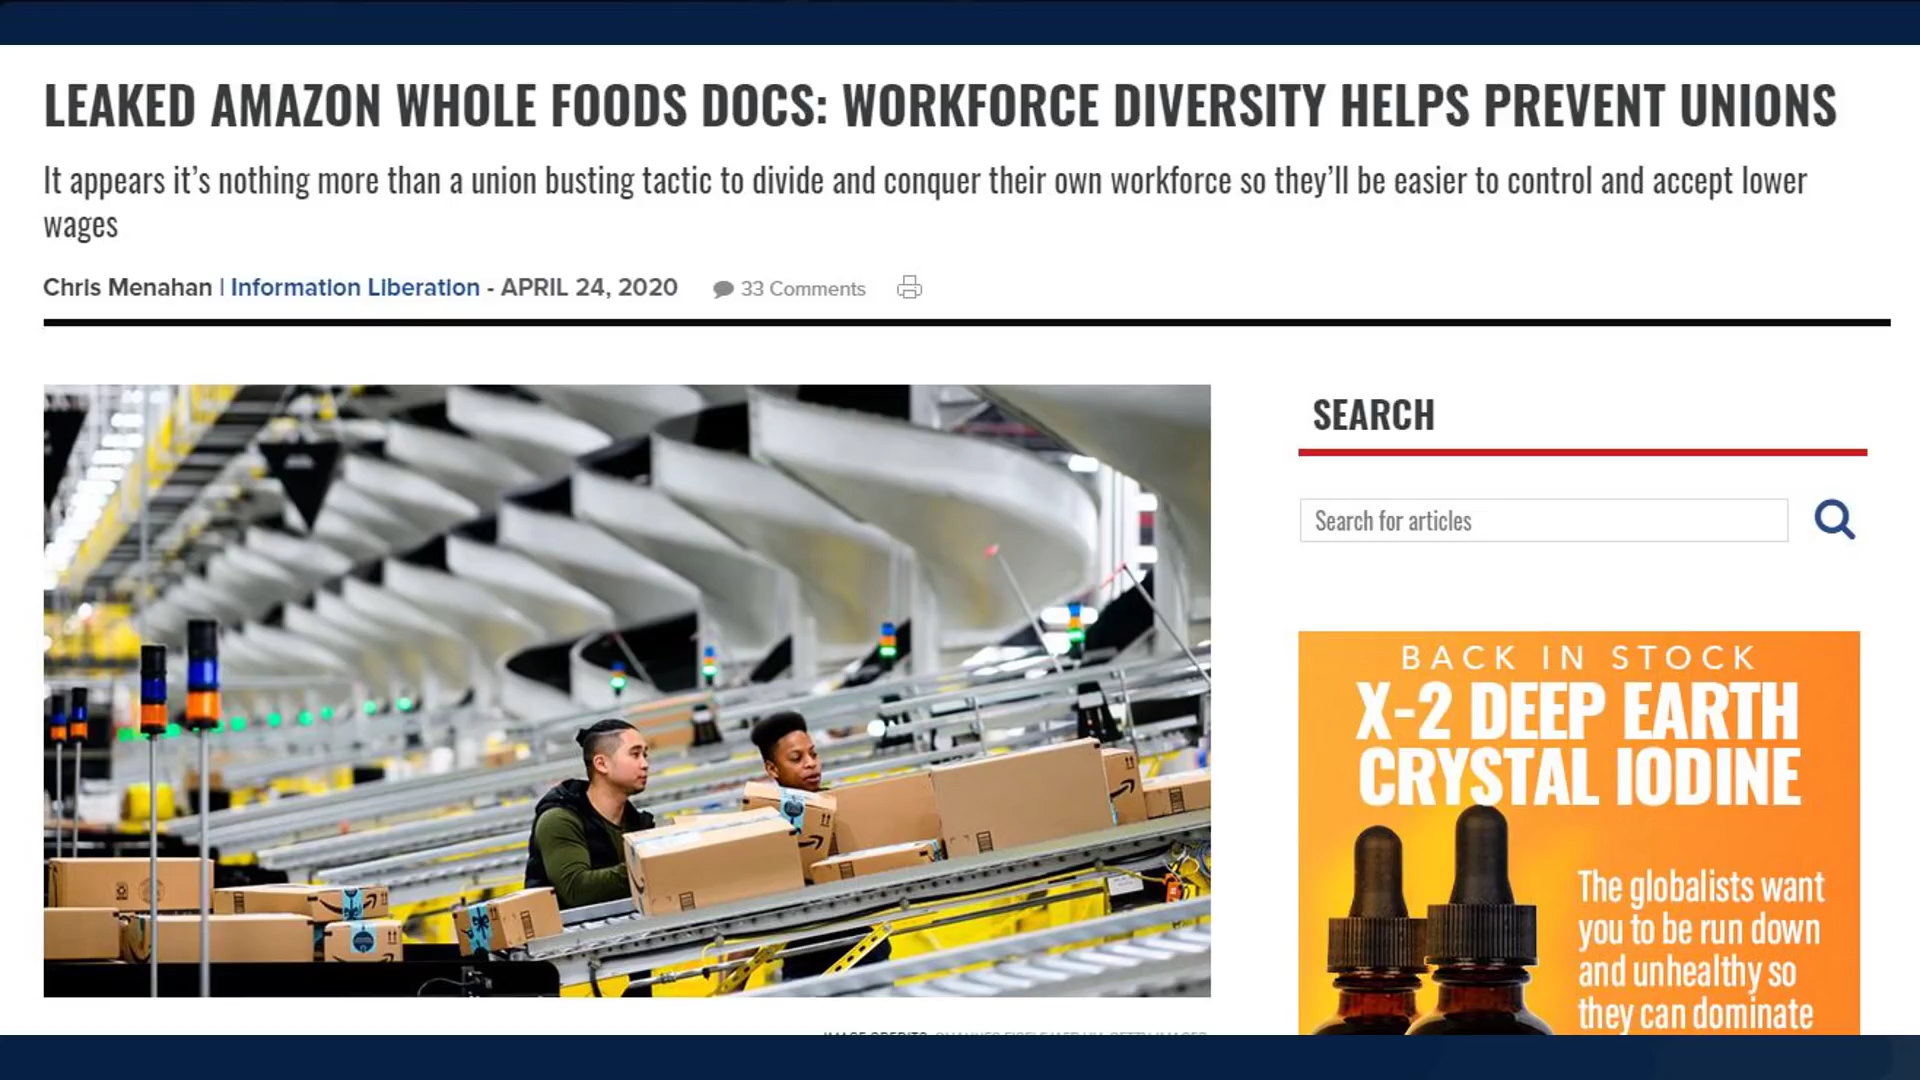 LEAKED AMAZON WHOLE FOODS DOCS: WORKFORCE DIVERSITY HELPS PREVENT UNIONS
It appears it’s nothing more than a union busting tactic to divide and conquer their own workforce so they’ll be easier to control and accept lower
wages
Chris Menahan | Information Liberation - APRIL 24, 2020 33 Comments
SEARCH
Search for articles
BACK IN STOCK
X-2 DEEP EARTH
CRYSTAL IODINE
The globalists want
you to be run down
and unhealthy so
they can dominate